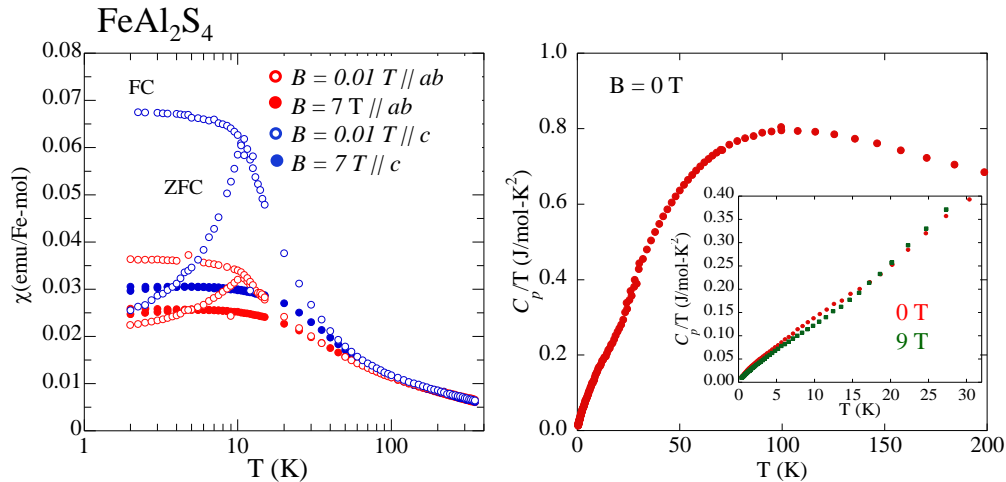 FeAl₂S₄
χ(emu/Fe-mol)
0.08
0.07
0.06
0.05
0.04
0.03
0.02
0.01
0
FC
ZFC
B = 0.01 T // ab
B = 7 T // ab
B = 0.01 T // c
B = 7 T // c
1
10
100
T (K)
C_p/T (J/mol-K²)
1.0
0.8
0.6
0.4
0.2
0.0
B = 0 T
0
50
100
150
200
T (K)
C_p/T (J/mol-K²)
0.40
0.35
0.30
0.25
0.20
0.15
0.10
0.05
0.00
0 T
9 T
0
5
10
15
20
25
30
T (K)